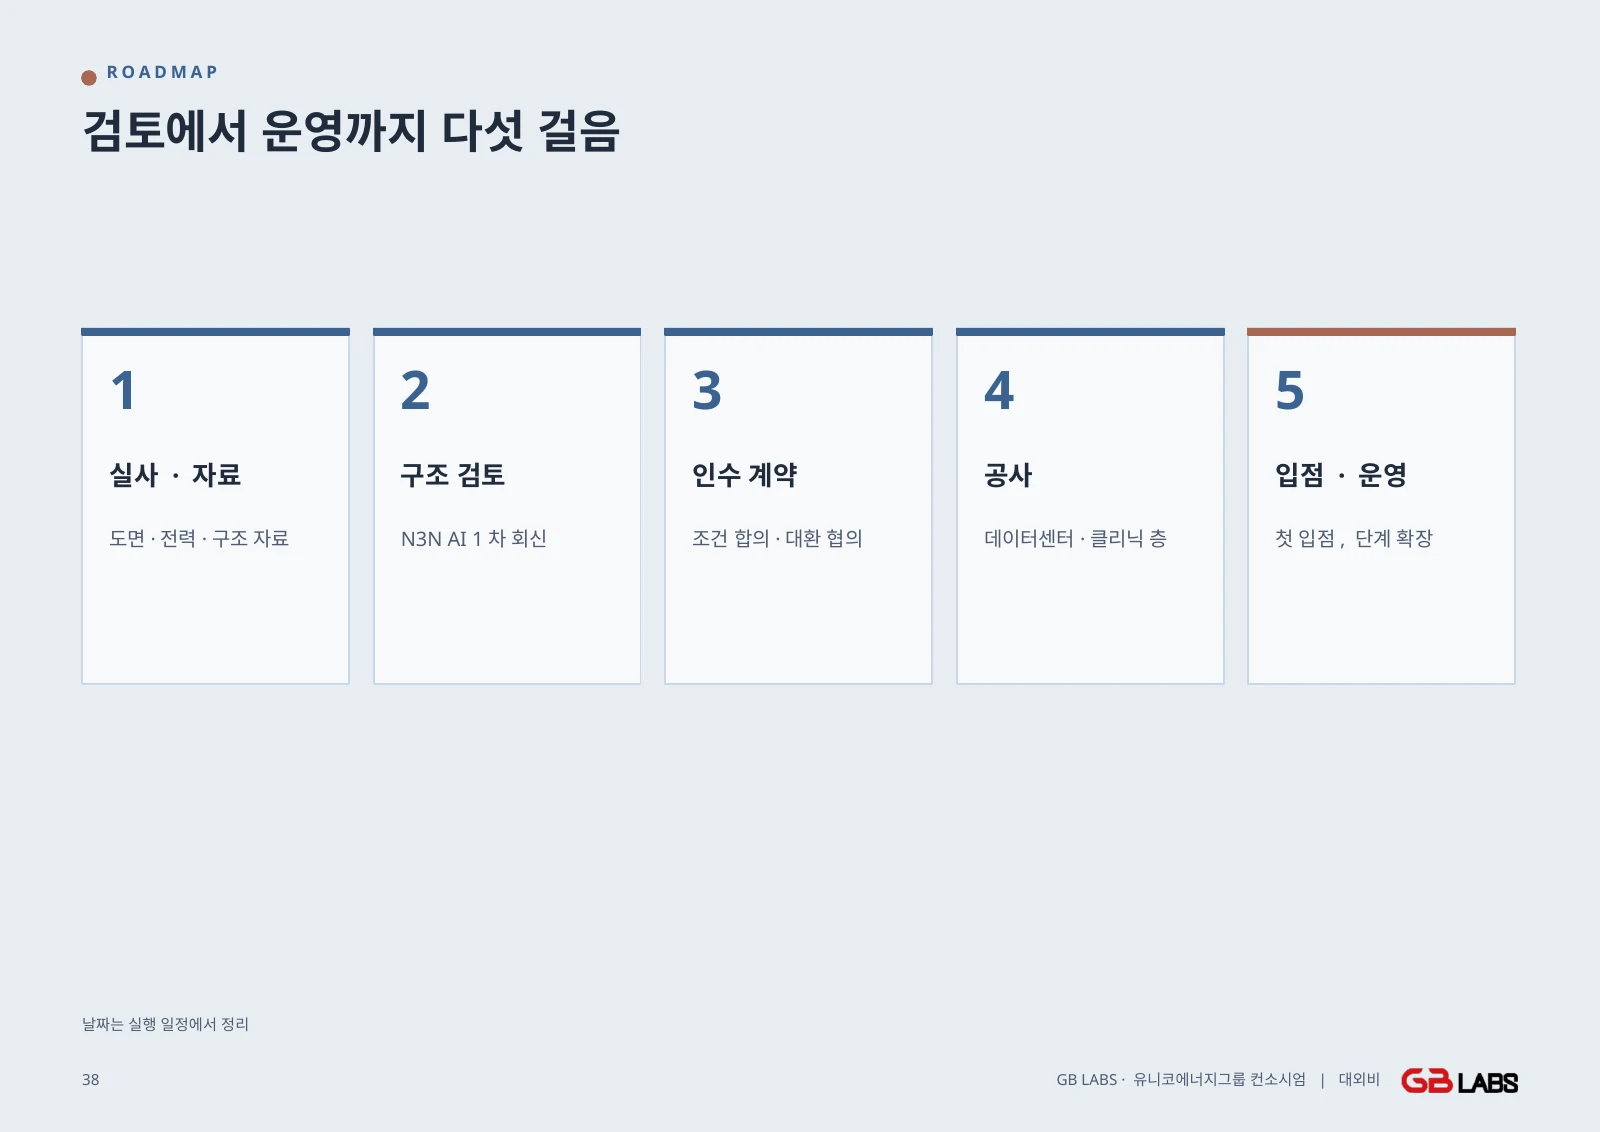 ROADMAP
검토에서 운영까지 다섯 걸음
1
실사 · 자료
도면 · 전력 · 구조 자료
2
구조 검토
N3N AI 1 차 회신
3
인수 계약
조건 합의 · 대환 협의
4
공사
데이터센터 · 클리닉 층
5
입점 · 운영
첫 입점 , 단계 확장
날짜는 실행 일정에서 정리
38
GB LABS · 유니코에너지그룹 컨소시엄 | 대외비
GB LABS